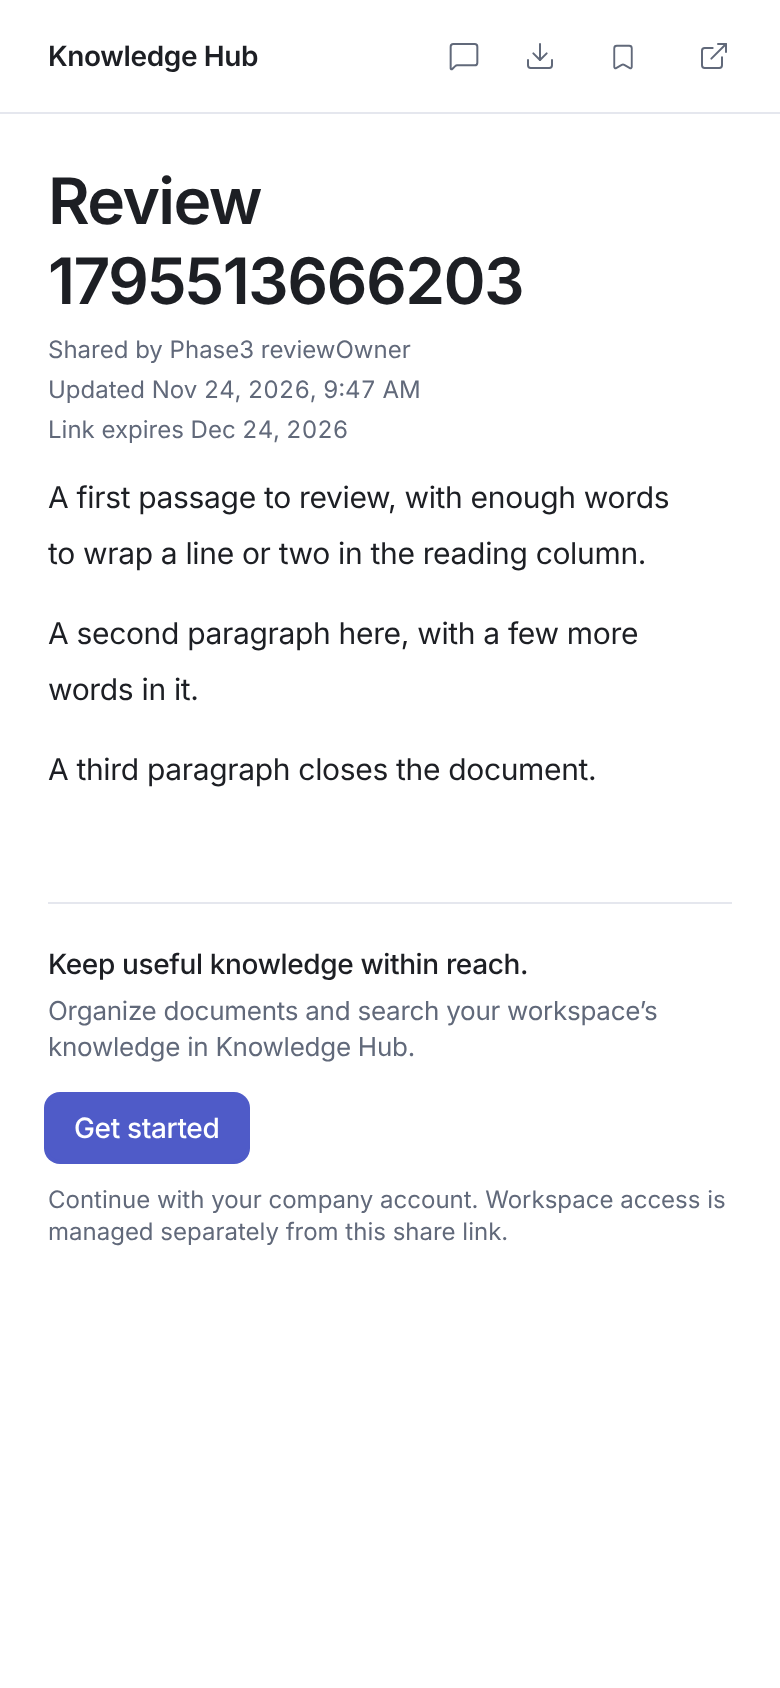 Knowledge Hub
Review
1795513666203
Shared by Phase3 reviewOwner
Updated Nov 24, 2026, 9:47 AM
Link expires Dec 24, 2026
A first passage to review, with enough words
to wrap a line or two in the reading column.
A second paragraph here, with a few more
words in it.
A third paragraph closes the document.
Keep useful knowledge within reach.
Organize documents and search your workspace’s
knowledge in Knowledge Hub.
Get started
Continue with your company account. Workspace access is
managed separately from this share link.